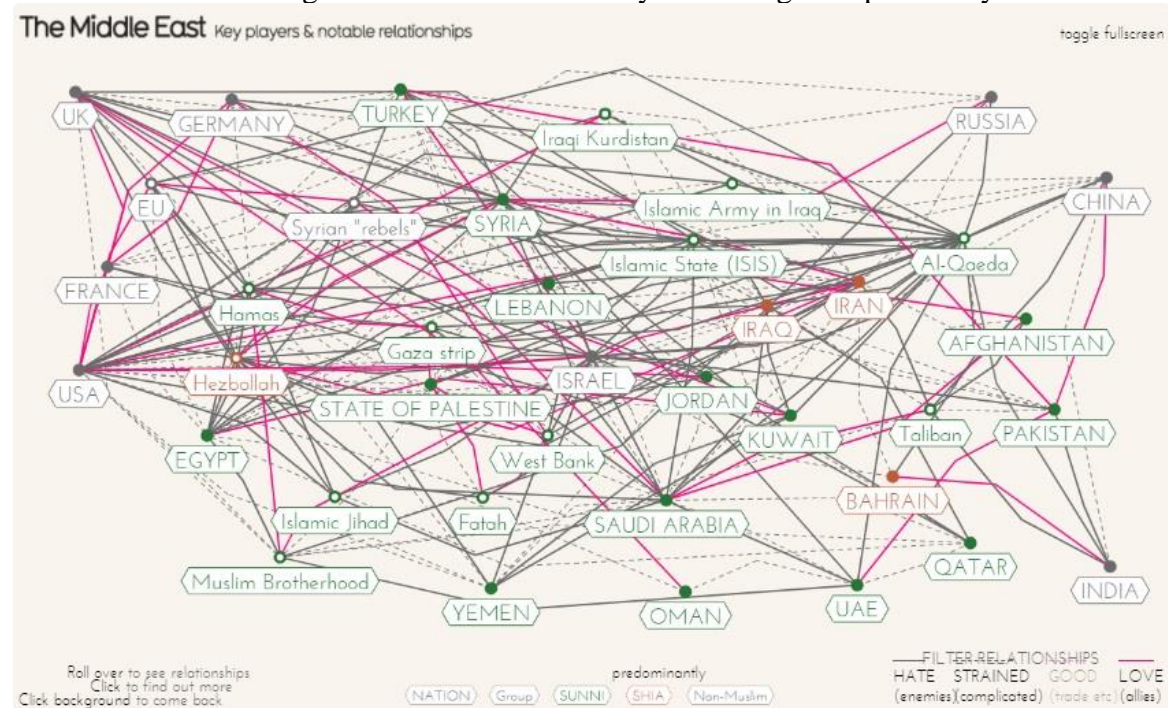 The Middle East Key players & notable relationships
toggle fullscreen
UK
GERMANY
TURKEY
Iraqi Kurdistan
RUSSIA
EU
Syrian "rebels"
SYRIA
Islamic Army in Iraq
CHINA
FRANCE
Hamas
LEBANON
Islamic State (ISIS)
Al-Qaeda
IRAQ
IRAN
AFGHANISTAN
Gaza strip
USA
Hezbollah
STATE OF PALESTINE
ISRAEL
JORDAN
KUWAIT
Taliban
PAKISTAN
EGYPT
West Bank
BAHRAIN
Islamic Jihad
Fatah
SAUDI ARABIA
QATAR
Muslim Brotherhood
YEMEN
OMAN
UAE
INDIA
Roll over to see relationships
Click to find out more
Click background to come back
predominantly
NATION Group SUNNI SHIA Non-Muslim
FILTER RELATIONSHIPS
HATE STRAINED GOOD LOVE
(enemies) (complicated) (trade etc) (allies)